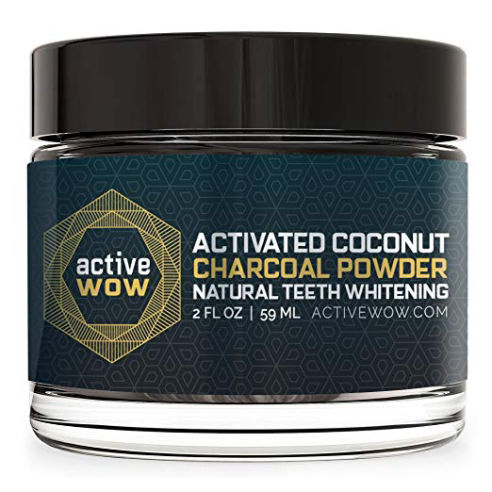 active
WOW
ACTIVATED COCONUT
CHARCOAL POWDER
NATURAL TEETH WHITENING
2 FL OZ | 59 ML ACTIVEWOW.COM